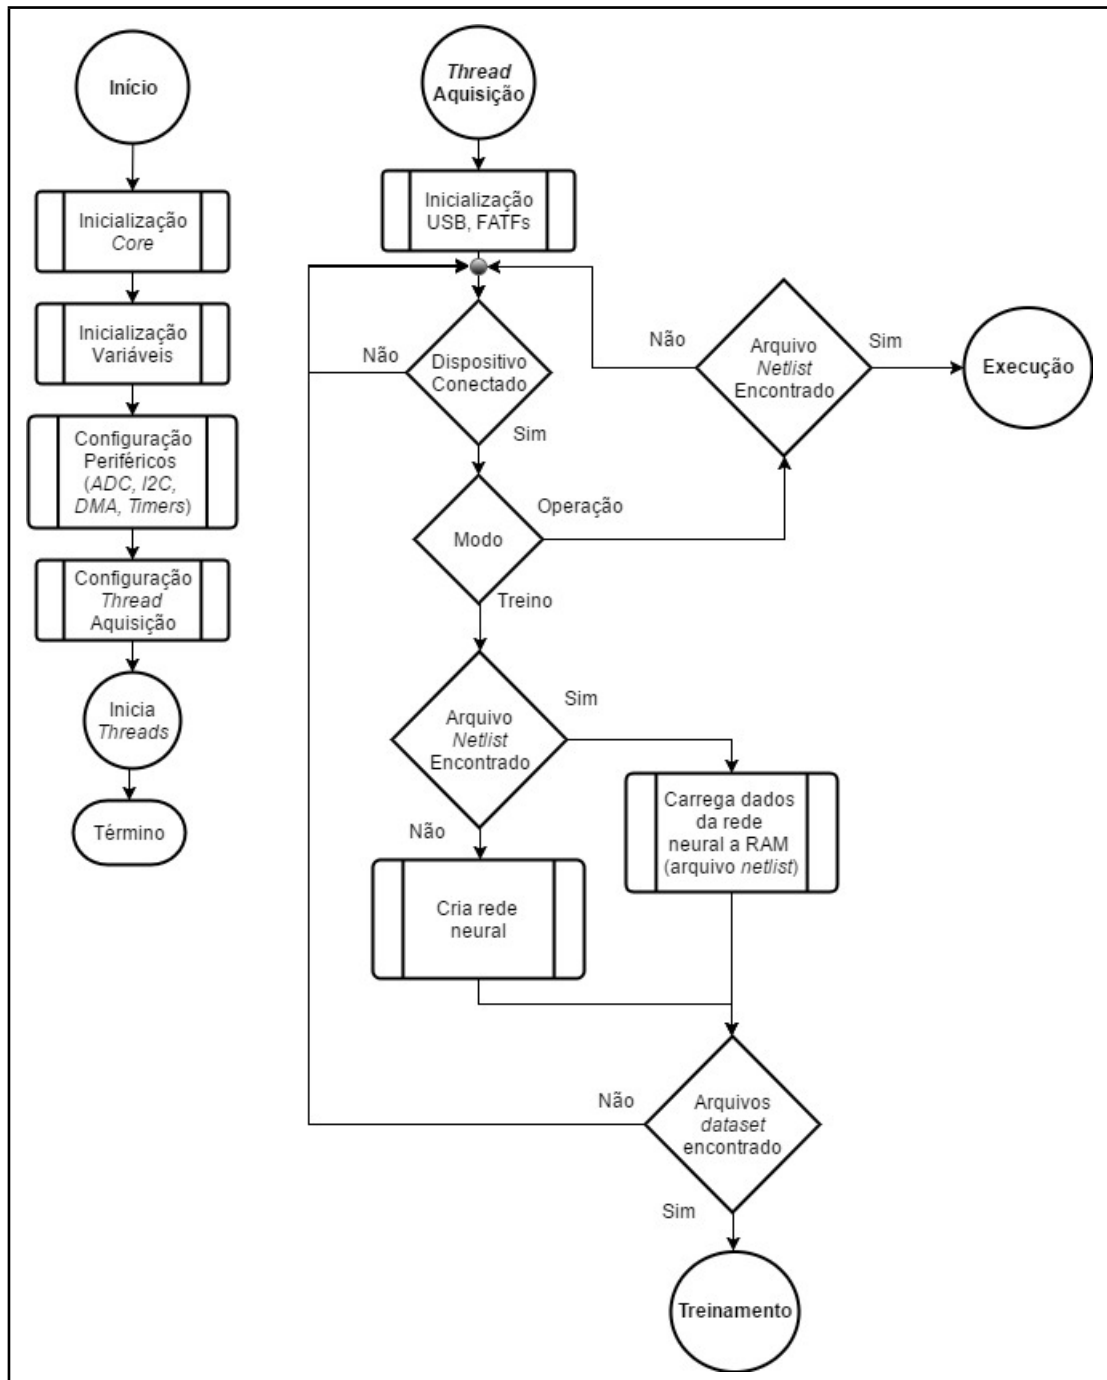 Início
Inicialização
Core
Inicialização
Variáveis
Configuração
Periféricos
(ADC, I2C,
DMA, Timers)
Configuração
Thread
Aquisição
Inicia
Threads
Término
Thread
Aquisição
Inicialização
USB, FATFs
Não
Dispositivo
Conectado
Sim
Modo
Operação
Não
Arquivo
Netlist
Encontrado
Sim
Execução
Treino
Arquivo
Netlist
Encontrado
Sim
Não
Cria rede
neural
Carrega dados
da rede
neural a RAM
(arquivo netlist)
Não
Arquivos
dataset
encontrado
Sim
Treinamento